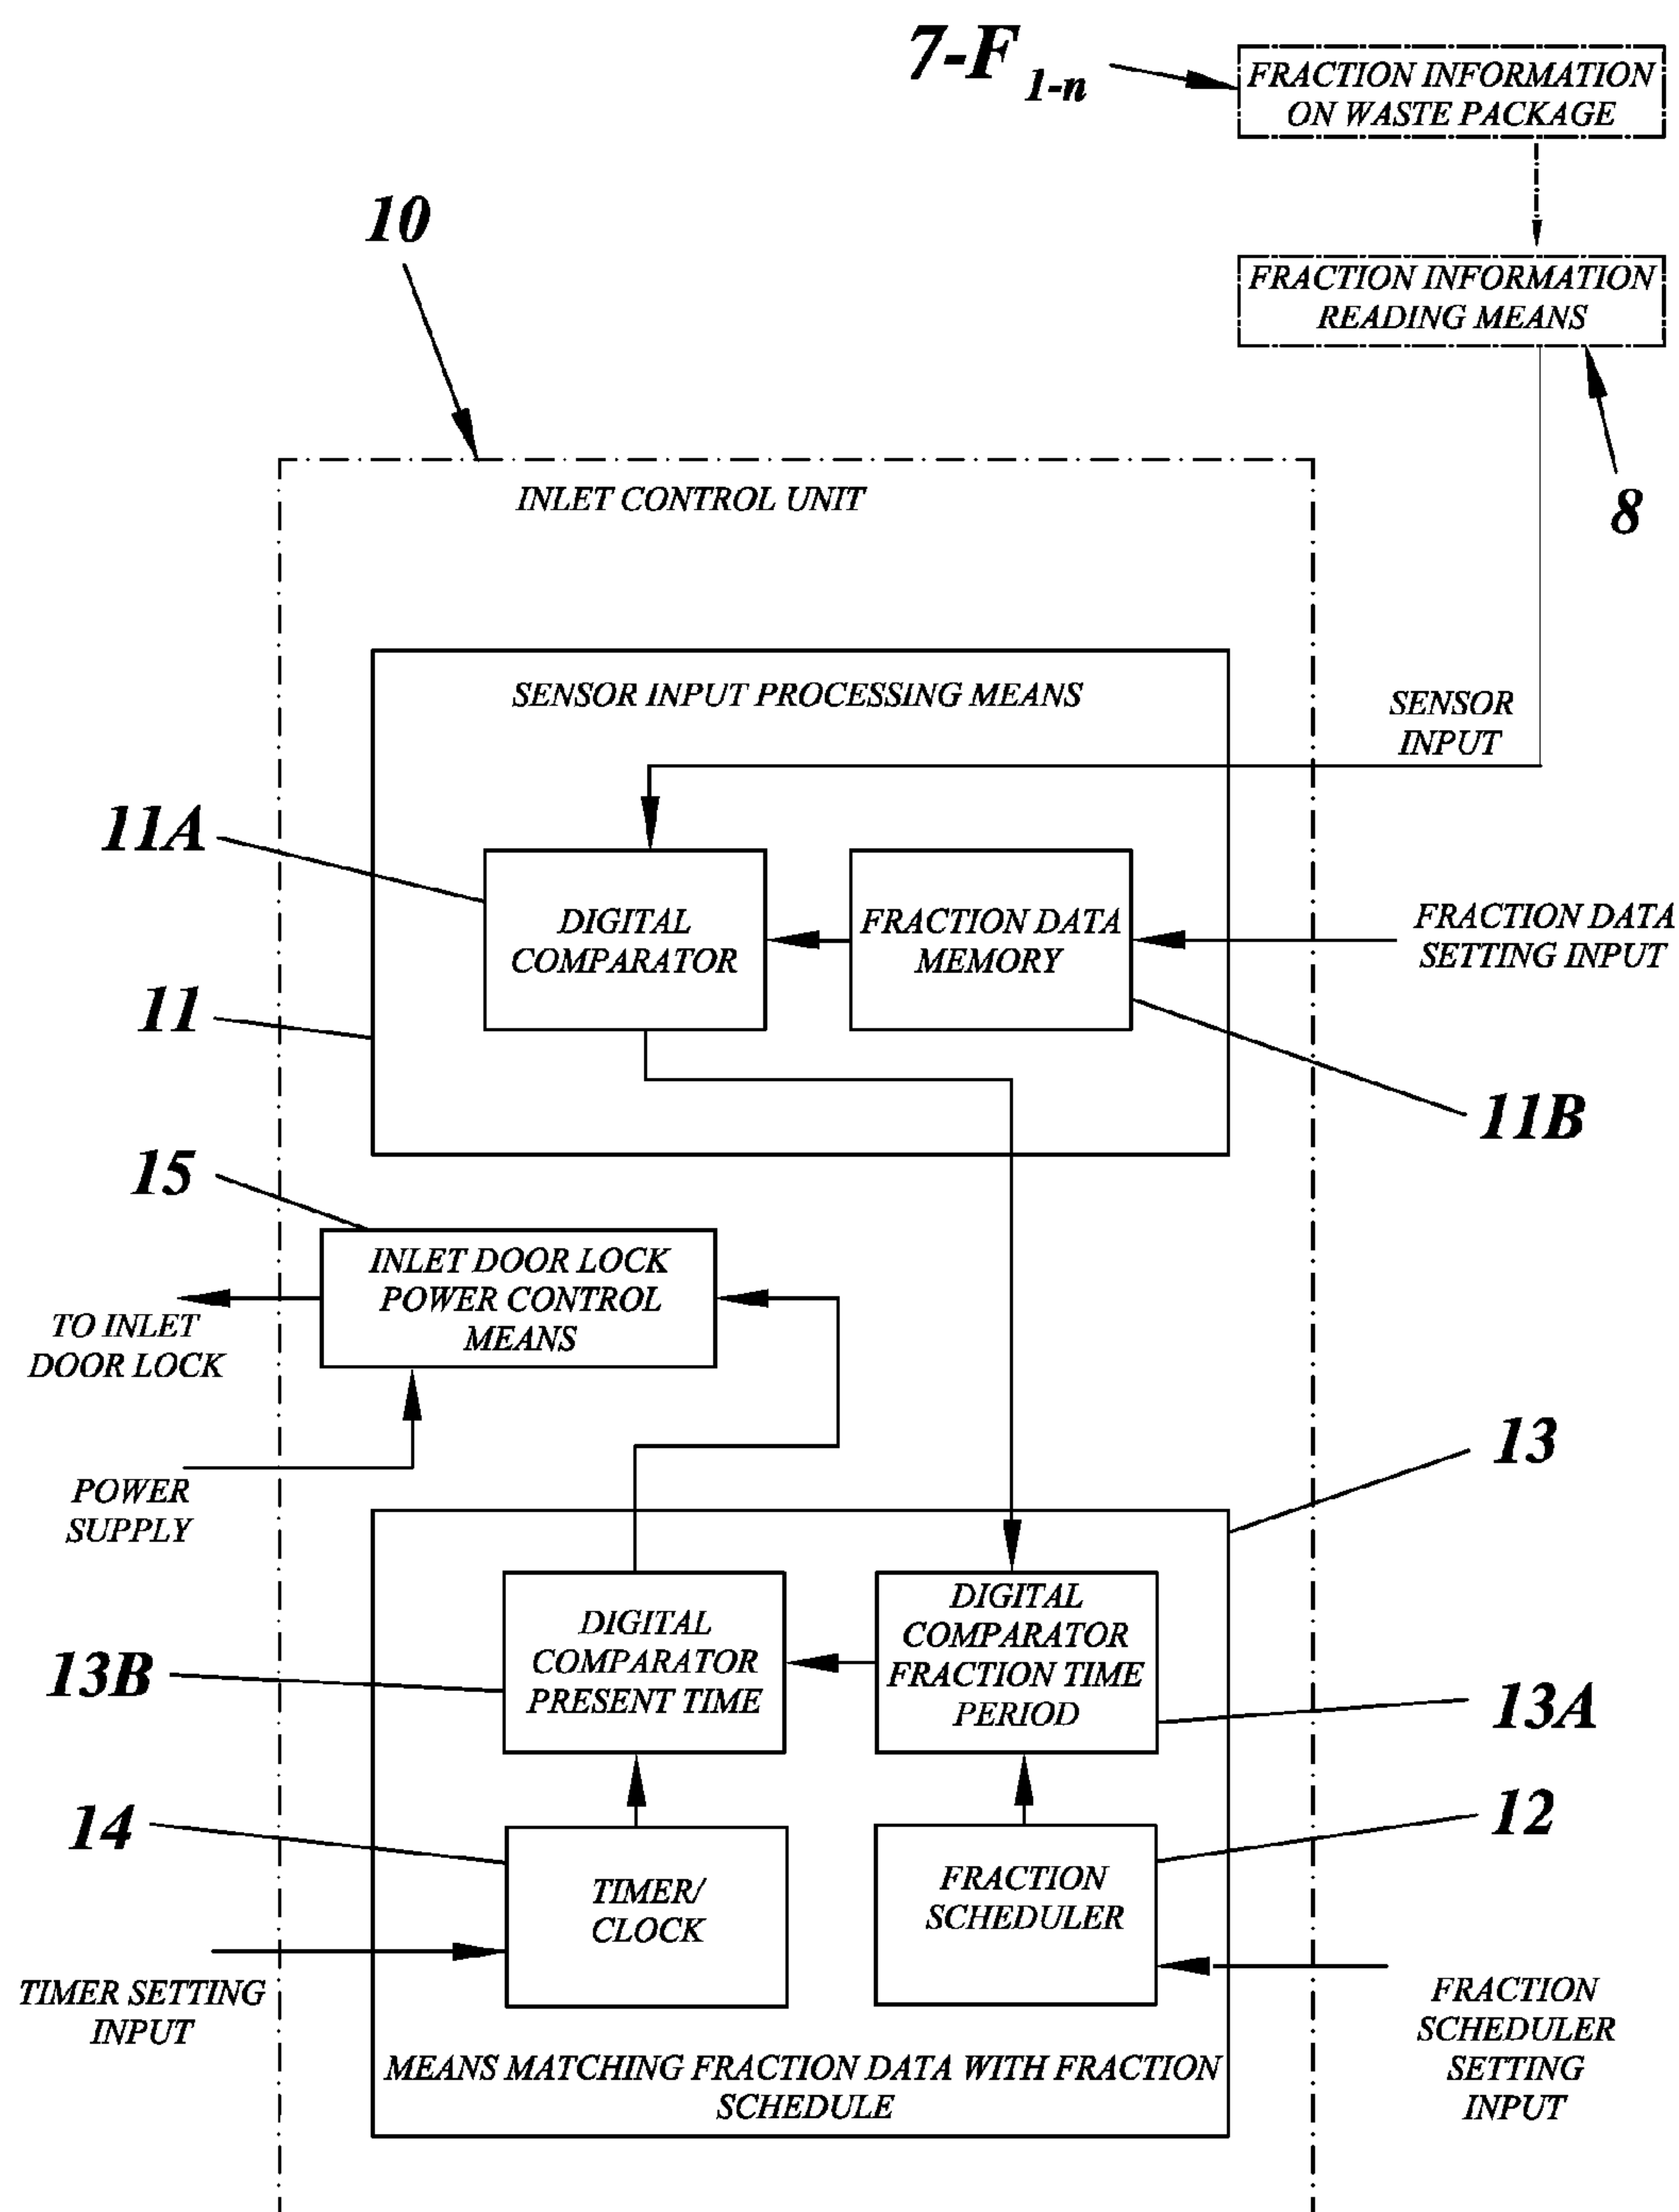 7-F 1-n
FRACTION INFORMATION
ON WASTE PACKAGE
10
FRACTION INFORMATION
READING MEANS
8
INLET CONTROL UNIT
SENSOR INPUT PROCESSING MEANS
SENSOR
INPUT
11A
DIGITAL
COMPARATOR
FRACTION DATA
MEMORY
FRACTION DATA
SETTING INPUT
11
11B
15
INLET DOOR LOCK
POWER CONTROL
MEANS
TO INLET
DOOR LOCK
POWER
SUPPLY
13
DIGITAL
COMPARATOR
PRESENT TIME
DIGITAL
COMPARATOR
FRACTION TIME
PERIOD
13B
13A
14
TIMER/
CLOCK
FRACTION
SCHEDULER
12
TIMER SETTING
INPUT
FRACTION
SCHEDULER
SETTING
INPUT
MEANS MATCHING FRACTION DATA WITH FRACTION
SCHEDULE